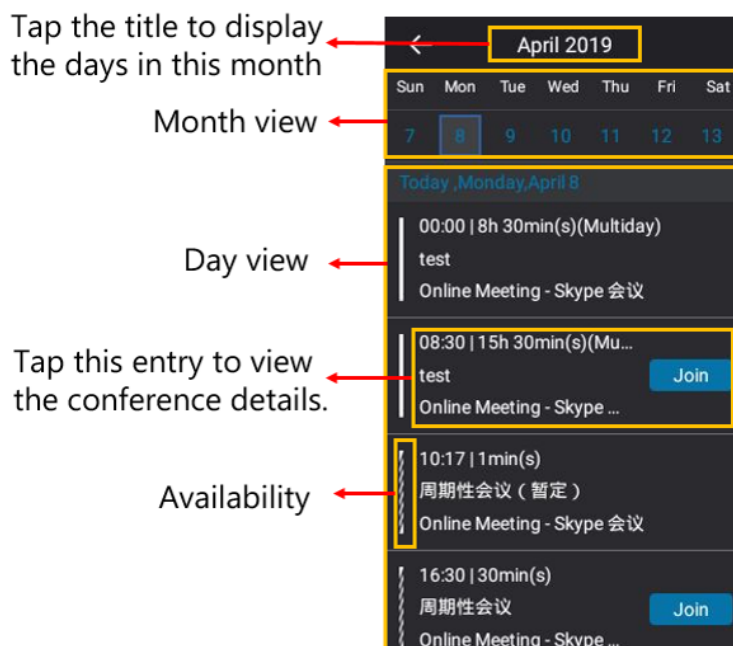 Tap the title to display
the days in this month
April 2019
Month view
Sun Mon Tue Wed Thu Fri Sat
7 8 9 10 11 12 13
Today ,Monday,April 8
Day view
00:00 | 8h 30min(s)(Multiday)
test
Online Meeting - Skype 会议
Tap this entry to view
the conference details.
08:30 | 15h 30min(s)(Mu...
test
Join
Online Meeting - Skype ...
Availability
10:17 | 1min(s)
周期性会议（暂定）
Online Meeting - Skype 会议
16:30 | 30min(s)
周期性会议
Join
Online Meeting - Skype ...